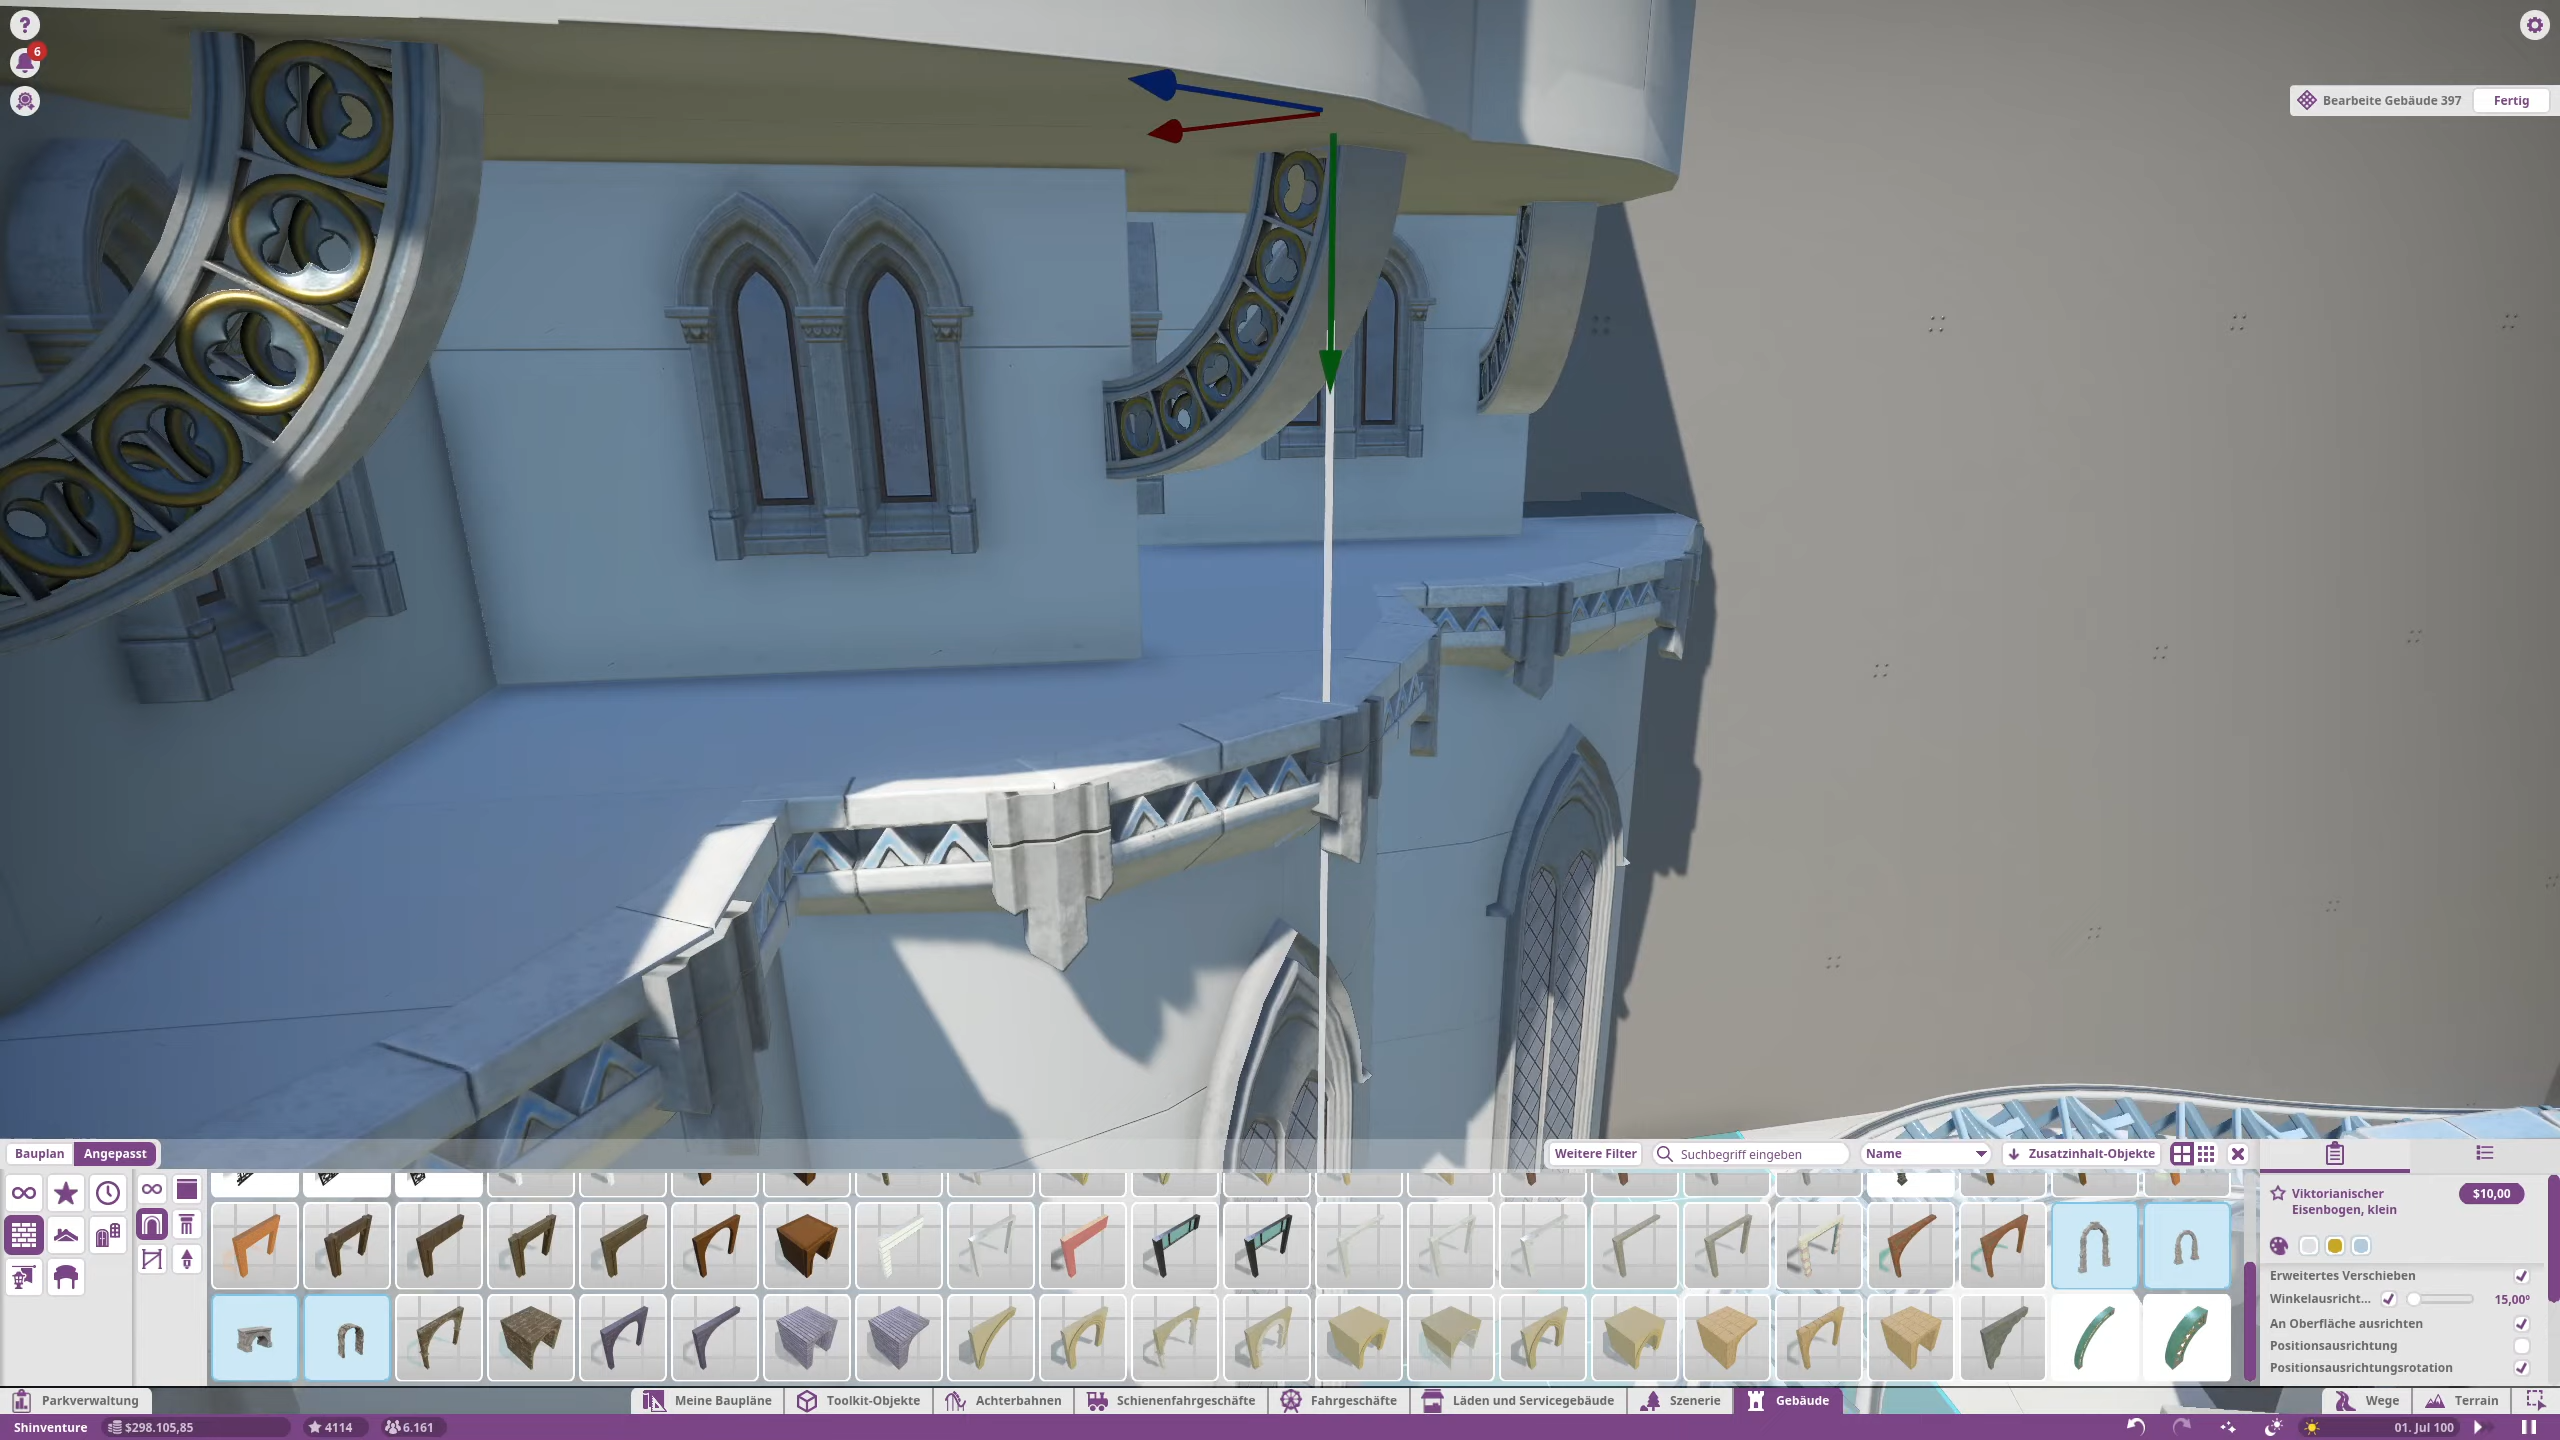 ?
6
Bearbeite Gebäude 397
Fertig
Bauplan
Angepasst
Weitere Filter
Suchbegriff eingeben
Name
Zusatzinhalt-Objekte
Viktorianischer
Eisenbogen, klein
$10,00
Erweitertes Verschieben
Winkelausricht...
15,00°
An Oberfläche ausrichten
Positionsausrichtung
Positionsausrichtungsrotation
Parkverwaltung
Meine Baupläne
Toolkit-Objekte
Achterbahnen
Schienenfahrgeschäfte
Fahrgeschäfte
Läden und Servicegebäude
Szenerie
Gebäude
Wege
Terrain
Shinventure
$298.105,85
4114
6.161
01. Jul 100